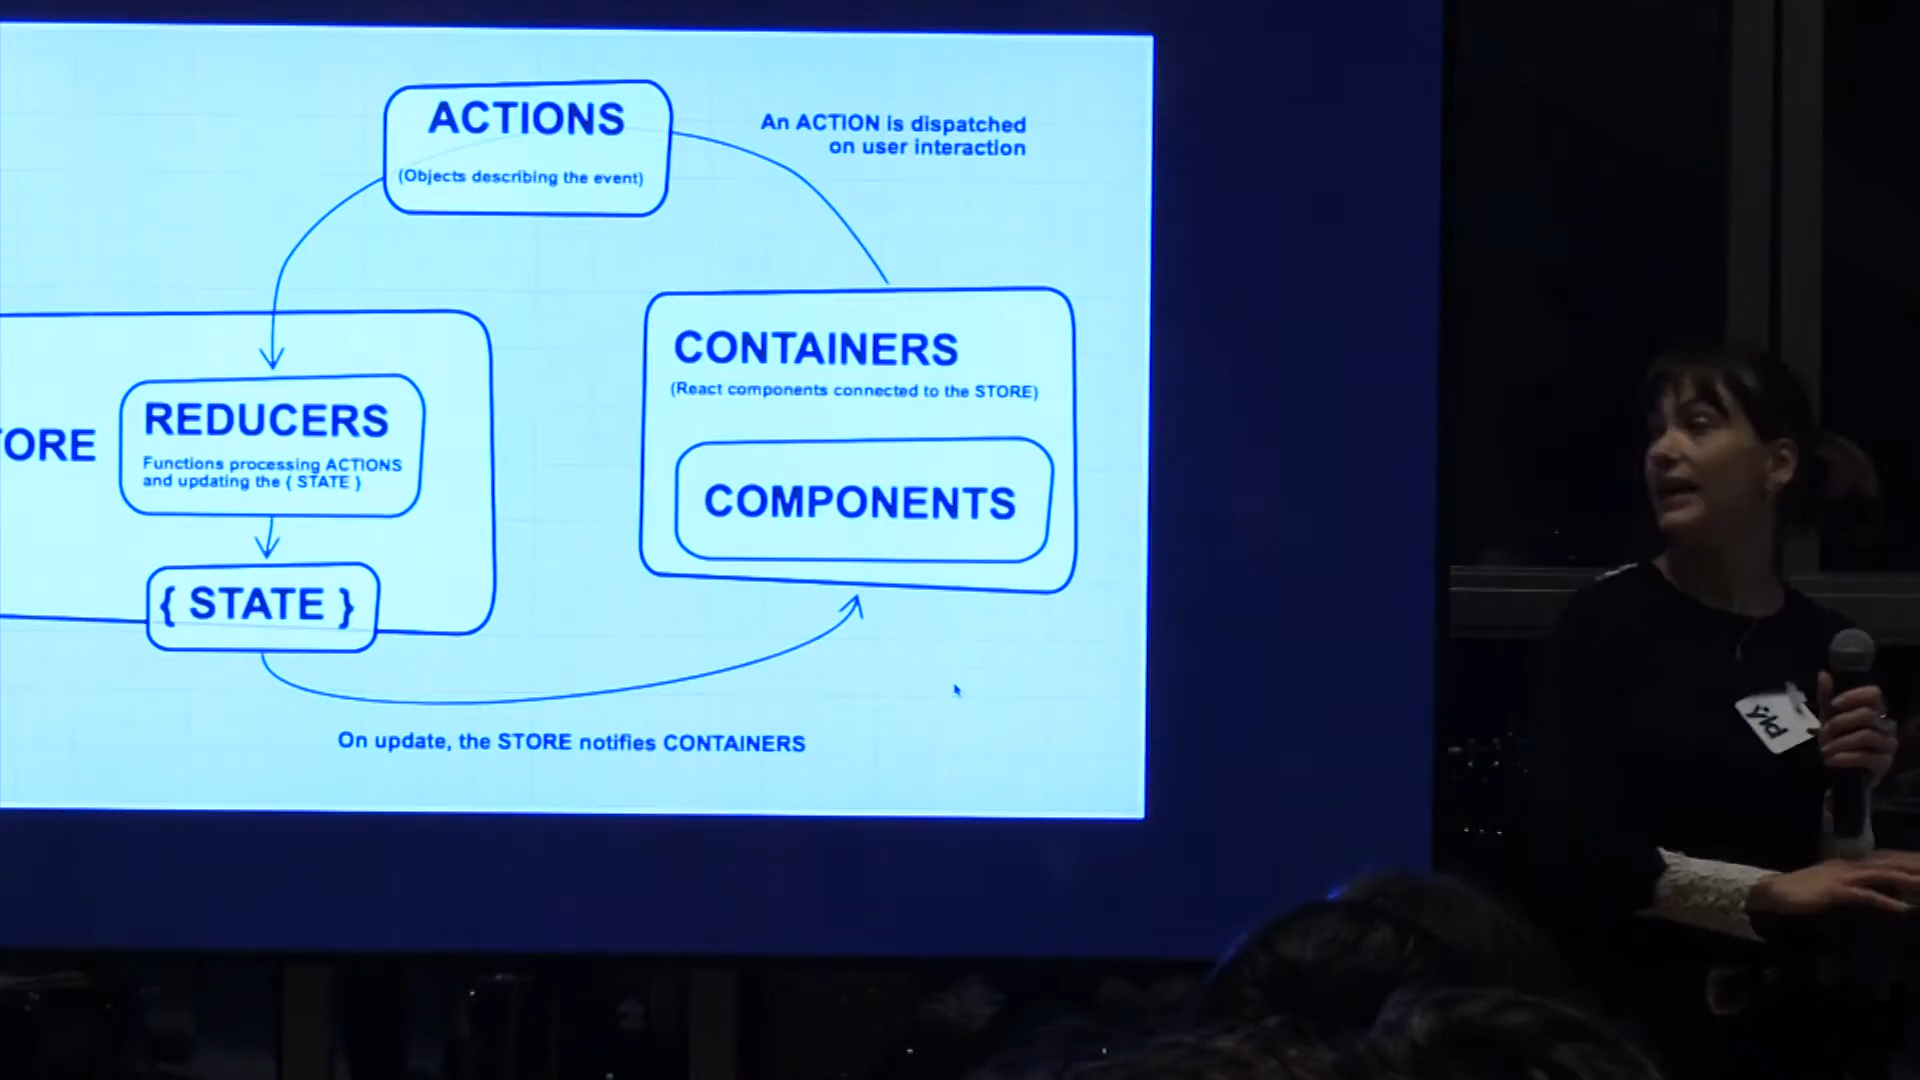 ACTIONS
(Objects describing the event)
An ACTION is dispatched
on user interaction
TORE
REDUCERS
Functions processing ACTIONS
and updating the { STATE }
{ STATE }
CONTAINERS
(React components connected to the STORE)
COMPONENTS
On update, the STORE notifies CONTAINERS
yld